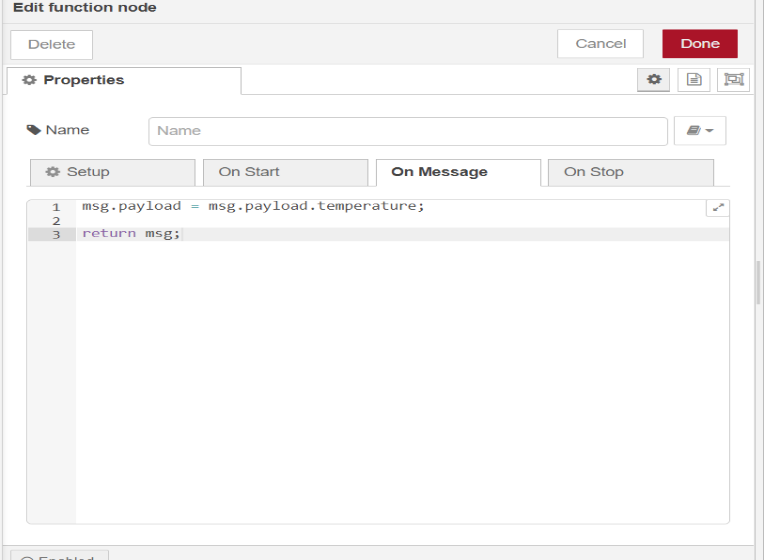 Edit function node
Delete
Cancel
Done
Properties
Name
Name
Setup
On Start
On Message
On Stop
1 msg.payload = msg.payload.temperature;
2
3 return msg;
Enabled